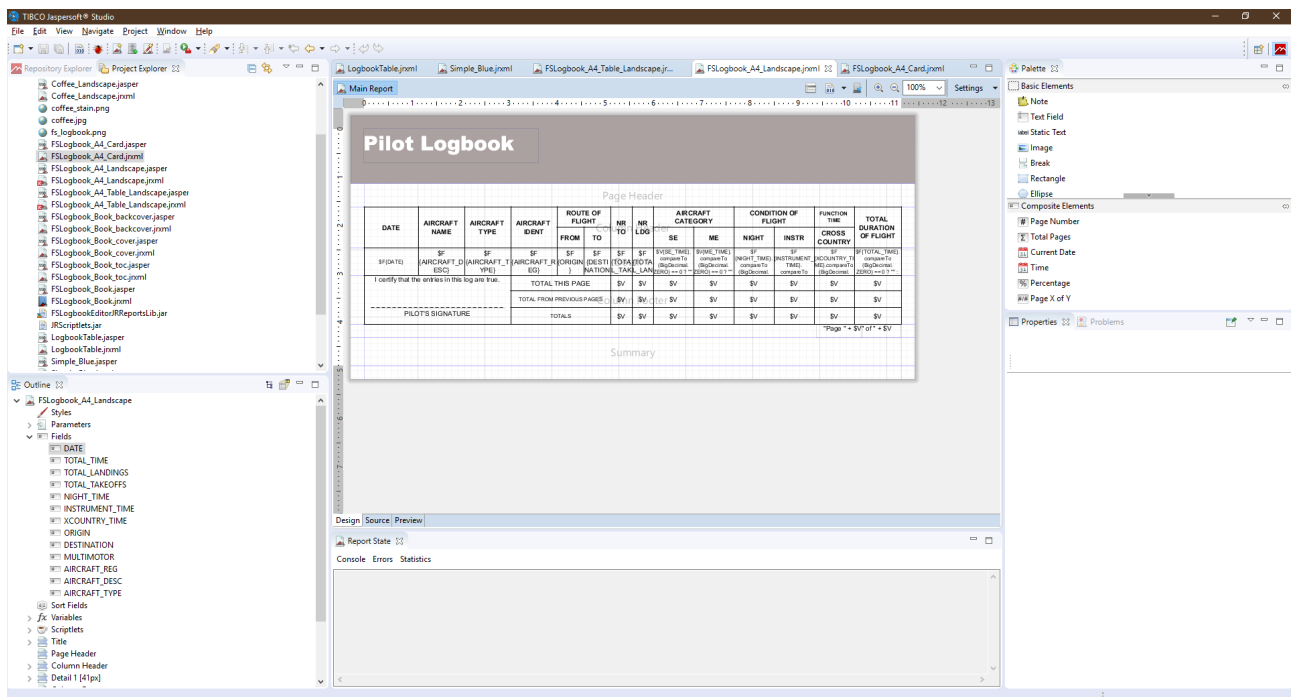 TIBCO Jaspersoft® Studio
File Edit View Navigate Project Window Help
Repository Explorer Project Explorer
Coffee_Landscape.jasper
Coffee_Landscape.jrxml
coffee_stain.png
coffee.jpg
fs_logbook.png
FSLogbook_A4_Card.jasper
FSLogbook_A4_Card.jrxml
FSLogbook_A4_Landscape.jasper
FSLogbook_A4_Landscape.jrxml
FSLogbook_A4_Table_Landscape.jasper
FSLogbook_A4_Table_Landscape.jrxml
FSLogbook_Book_backcover.jasper
FSLogbook_Book_backcover.jrxml
FSLogbook_Book_cover.jasper
FSLogbook_Book_cover.jrxml
FSLogbook_Book_toc.jasper
FSLogbook_Book_toc.jrxml
FSLogbook_Book.jasper
FSLogbook_Book.jrxml
FSLogbookEditorJRReportsLib.jar
JRScriptlets.jar
LogbookTable.jasper
LogbookTable.jrxml
Simple_Blue.jasper
Outline
FSLogbook_A4_Landscape
Styles
Parameters
Fields
DATE
TOTAL_TIME
TOTAL_LANDINGS
TOTAL_TAKEOFFS
NIGHT_TIME
INSTRUMENT_TIME
XCOUNTRY_TIME
ORIGIN
DESTINATION
MULTIMOTOR
AIRCRAFT_REG
AIRCRAFT_DESC
AIRCRAFT_TYPE
Sort Fields
fx Variables
Scriptlets
Title
Page Header
Column Header
Detail 1 [41px]
LogbookTable.jrxml Simple_Blue.jrxml FSLogbook_A4_Table_Landscape.jr... FSLogbook_A4_Landscape.jrxml FSLogbook_A4_Card.jrxml
Main Report 100% Settings
Pilot Logbook
Page Header
DATE AIRCRAFT NAME AIRCRAFT TYPE AIRCRAFT IDENT ROUTE OF FLIGHT NR TO NR LDG AIRCRAFT CATEGORY CONDITION OF FLIGHT FUNCTION TIME TOTAL DURATION OF FLIGHT
FROM TO SE ME NIGHT INSTR CROSS COUNTRY
I certify that the entries in this log are true. TOTAL THIS PAGE $V $V $V $V $V $V $V $V
TOTAL FROM PREVIOUS PAGES $V $V $V $V $V $V $V $V
PILOT'S SIGNATURE TOTALS $V $V $V $V $V $V $V $V
"Page " + $V" of " + $V
Summary
Design Source Preview
Report State
Console Errors Statistics
Palette
Basic Elements
Note
Text Field
Static Text
Image
Break
Rectangle
Ellipse
Composite Elements
Page Number
Total Pages
Current Date
Time
Percentage
Page X of Y
Properties Problems